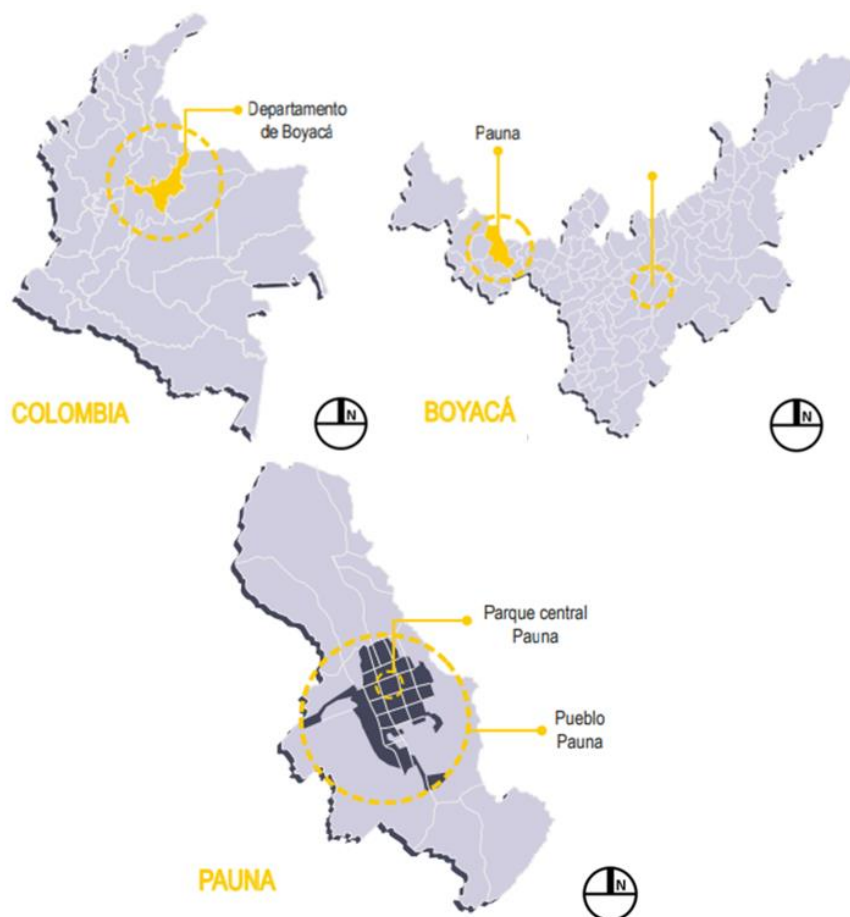 Departamento
de Boyacá
Pauna
COLOMBIA
N
BOYACÁ
N
Parque central
Pauna
Pueblo
Pauna
PAUNA
N